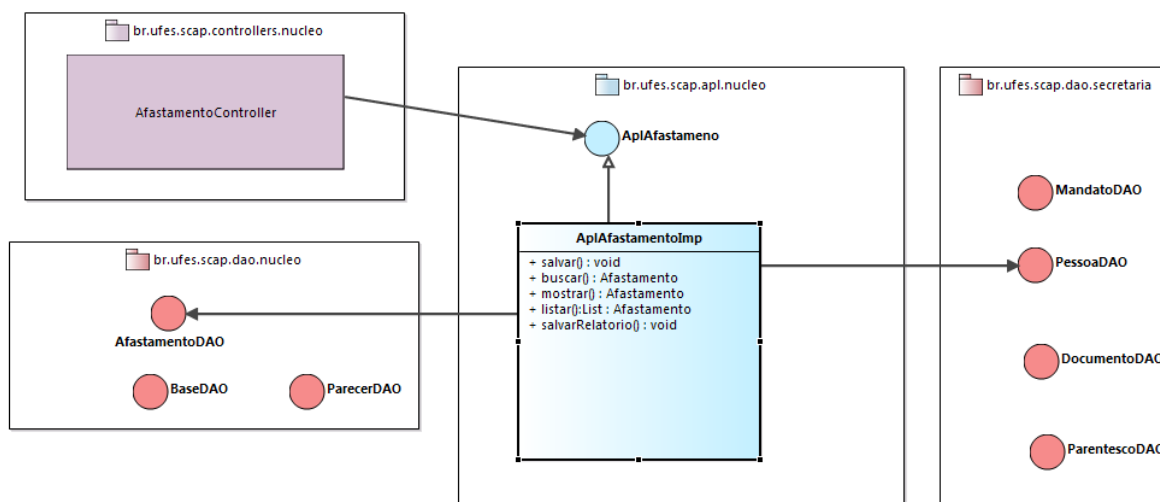 br.ufes.scap.controllers.nucleo
AfastamentoController
br.ufes.scap.apl.nucleo
AplAfastameno
br.ufes.scap.dao.secretaria
MandatoDAO
PessoaDAO
DocumentoDAO
ParentescoDAO
AplAfastamentoImp
+ salvar() : void
+ buscar() : Afastamento
+ mostrar() : Afastamento
+ listar():List : Afastamento
+ salvarRelatorio() : void
br.ufes.scap.dao.nucleo
AfastamentoDAO
BaseDAO
ParecerDAO